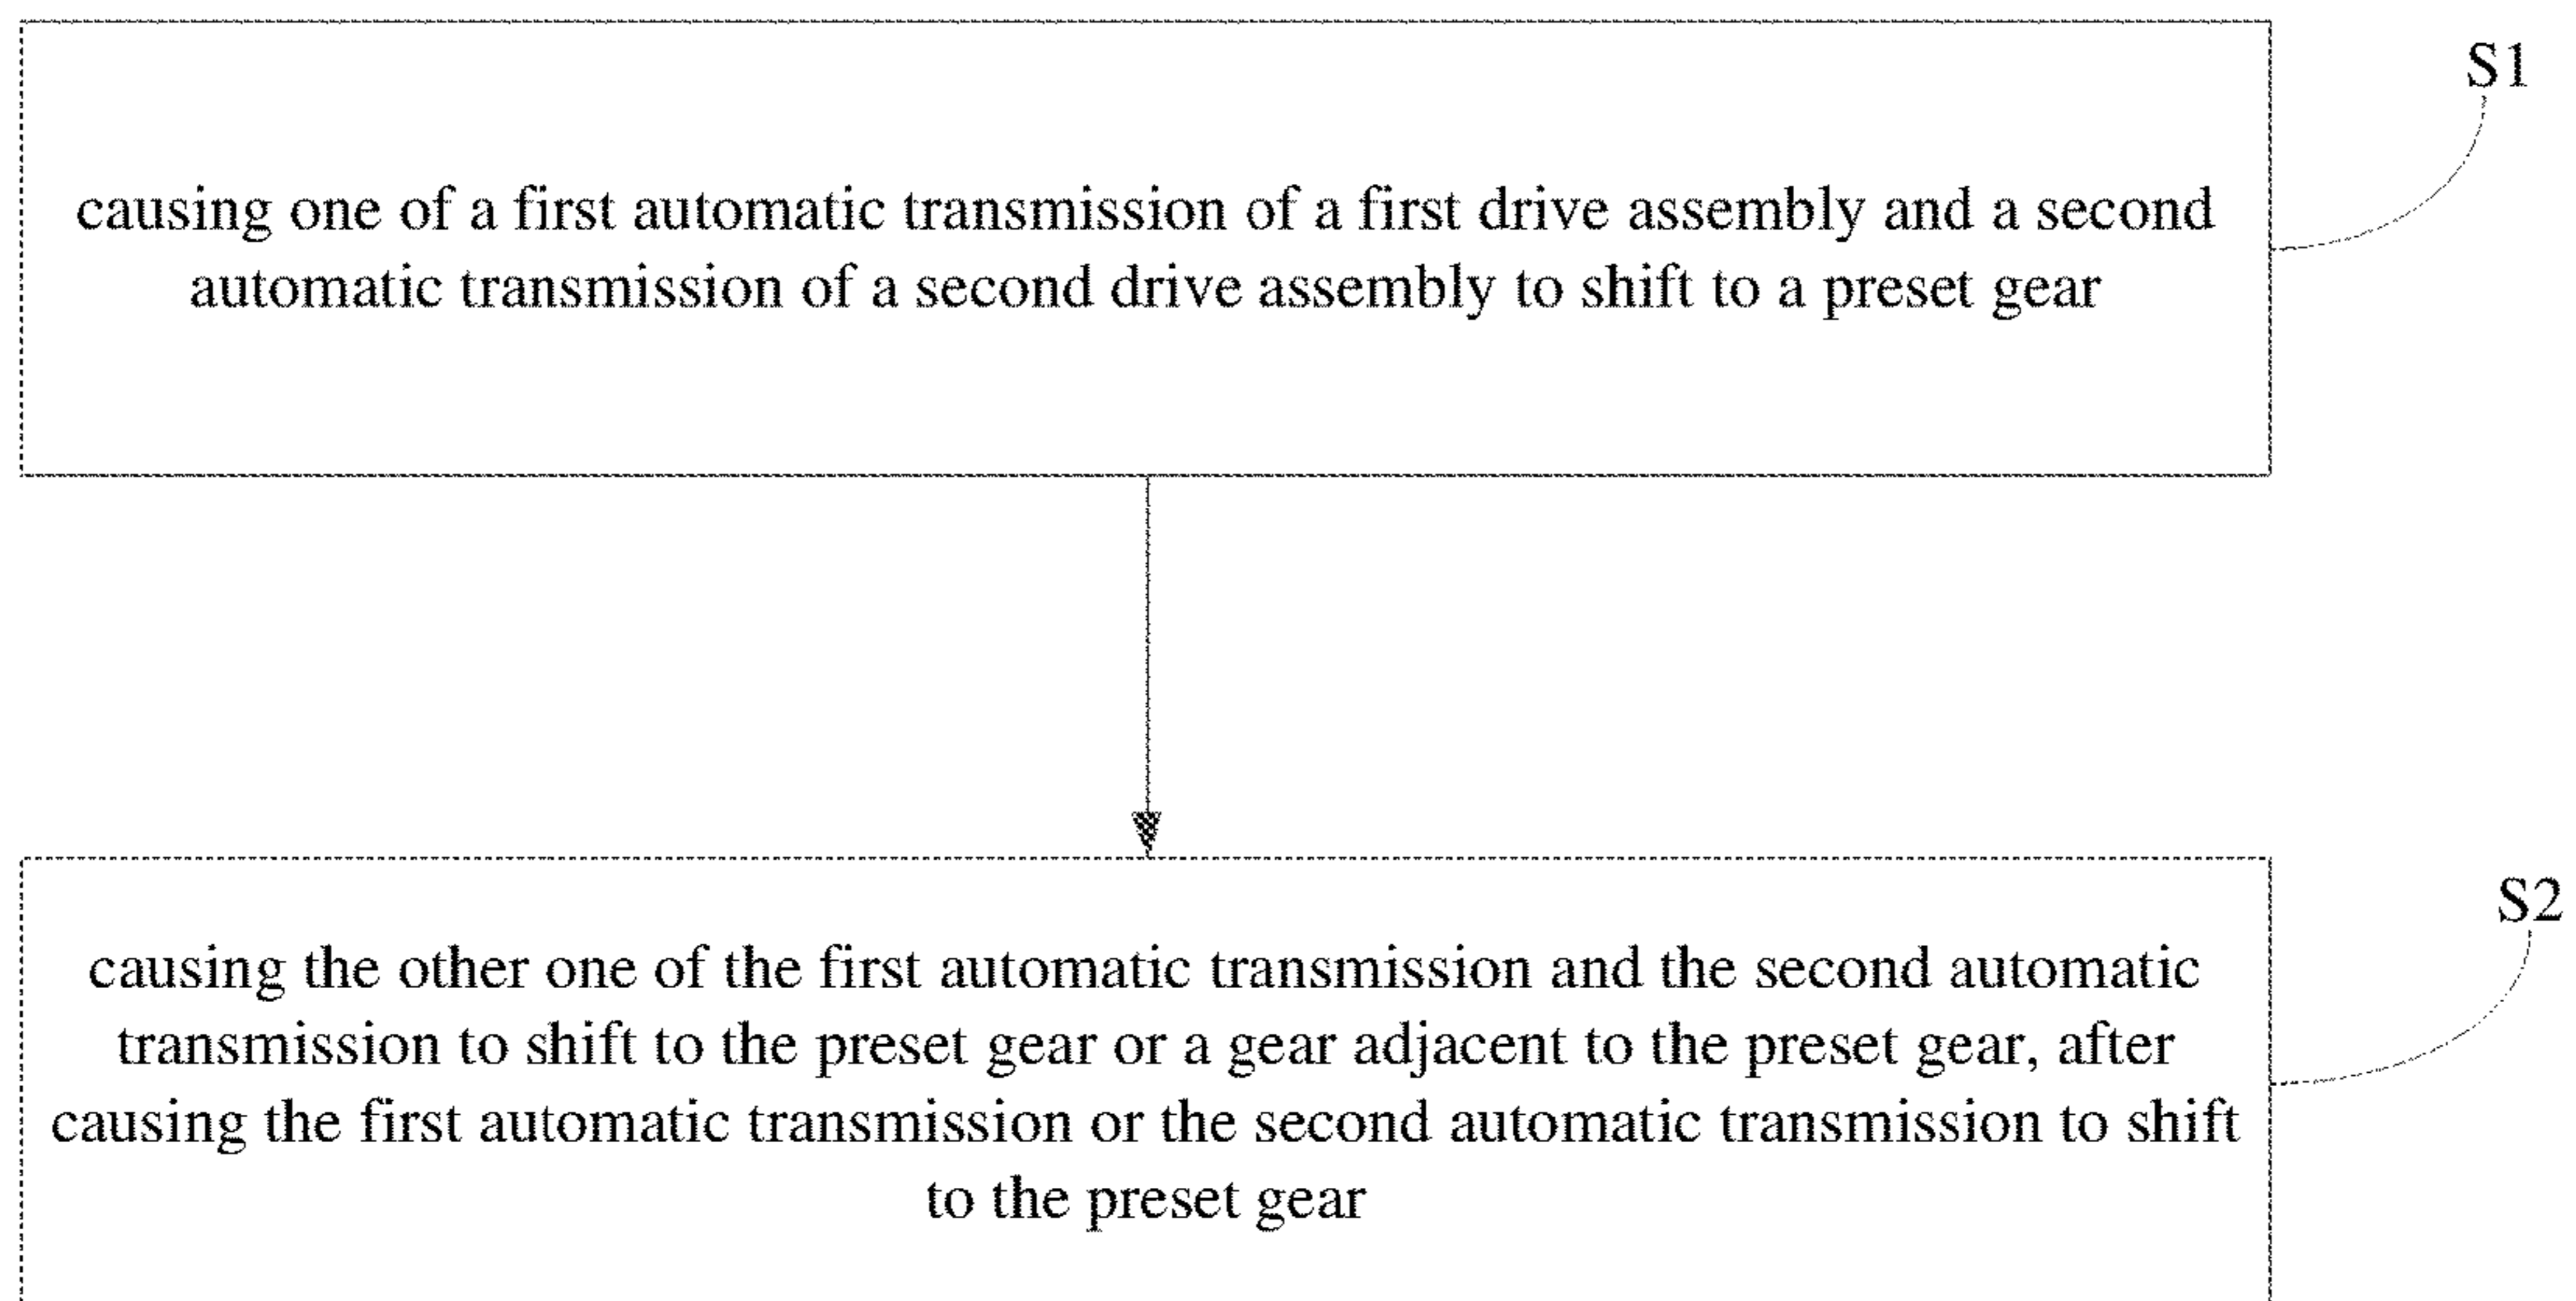 S1
causing one of a first automatic transmission of a first drive assembly and a second
automatic transmission of a second drive assembly to shift to a preset gear
S2
causing the other one of the first automatic transmission and the second automatic
transmission to shift to the preset gear or a gear adjacent to the preset gear, after
causing the first automatic transmission or the second automatic transmission to shift
to the preset gear